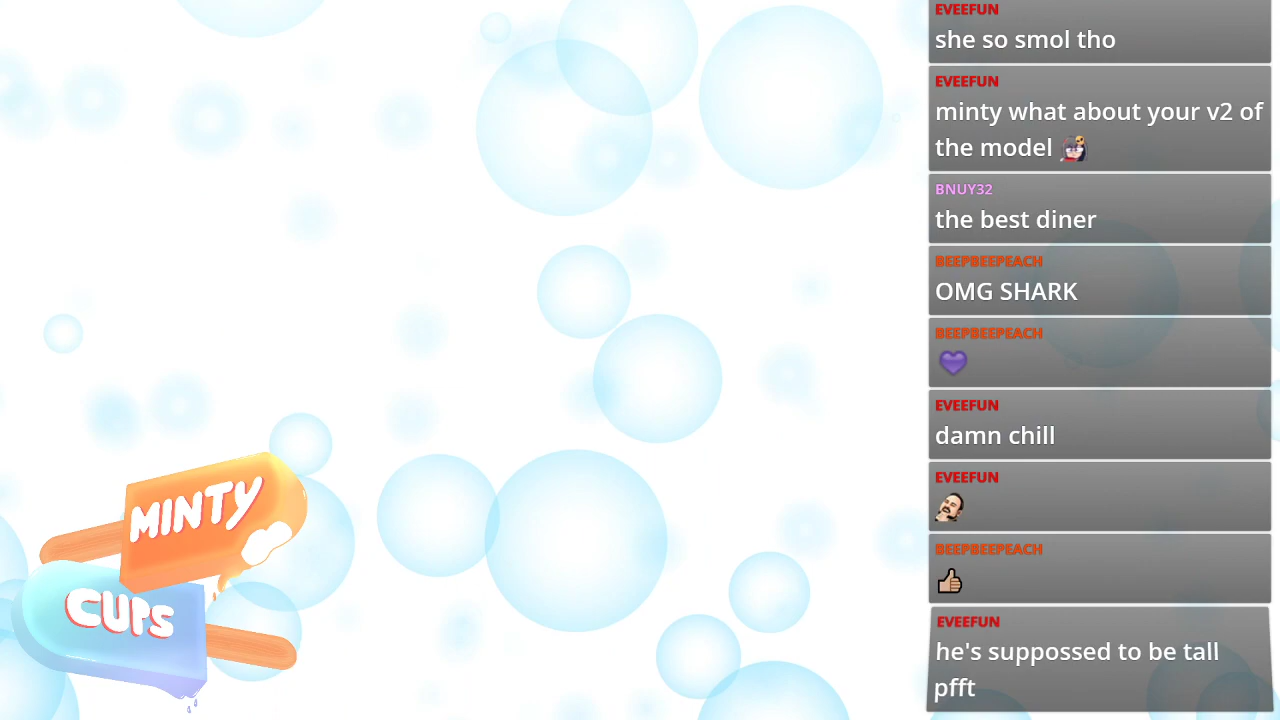 MINTY
CUPS
EVEEFUN
she so smol tho
EVEEFUN
minty what about your v2 of
the model
BNUY32
the best diner
BEEPBEEPEACH
OMG SHARK
BEEPBEEPEACH
EVEEFUN
damn chill
EVEEFUN
BEEPBEEPEACH
EVEEFUN
he's suppossed to be tall
pfft